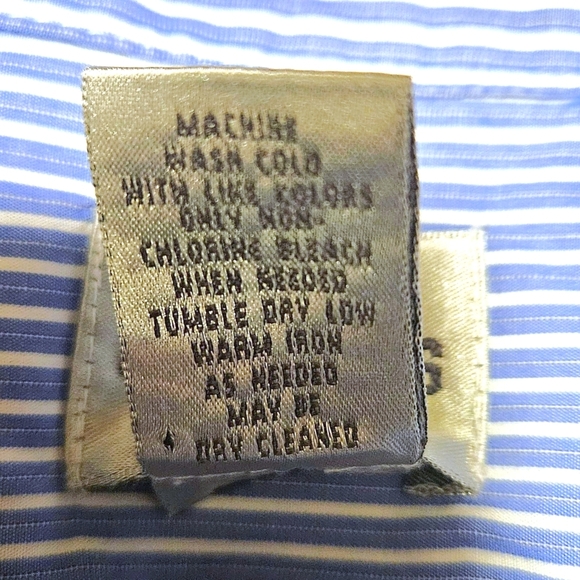 MACHINE
WASH COLD
WITH LIKE COLORS
ONLY NON-
CHLORINE BLEACH
WHEN NEEDED
TUMBLE DRY LOW
WARM IRON
AS NEEDED
MAY BE
DRY CLEANED